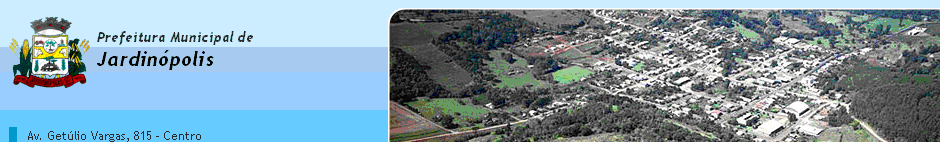 Prefeitura Municipal de
Jardinópolis
Av. Getúlio Vargas, 815 - Centro